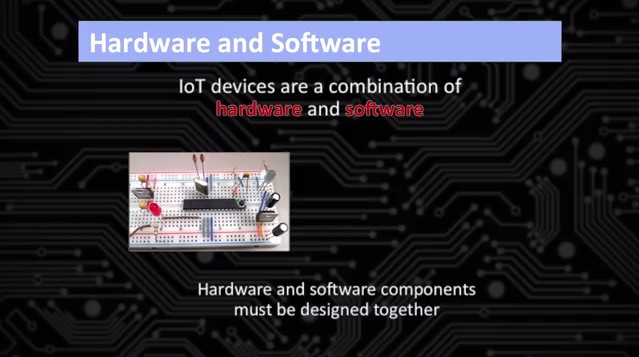 Hardware and Software
IoT devices are a combination of
hardware and software
Hardware and software components
must be designed together